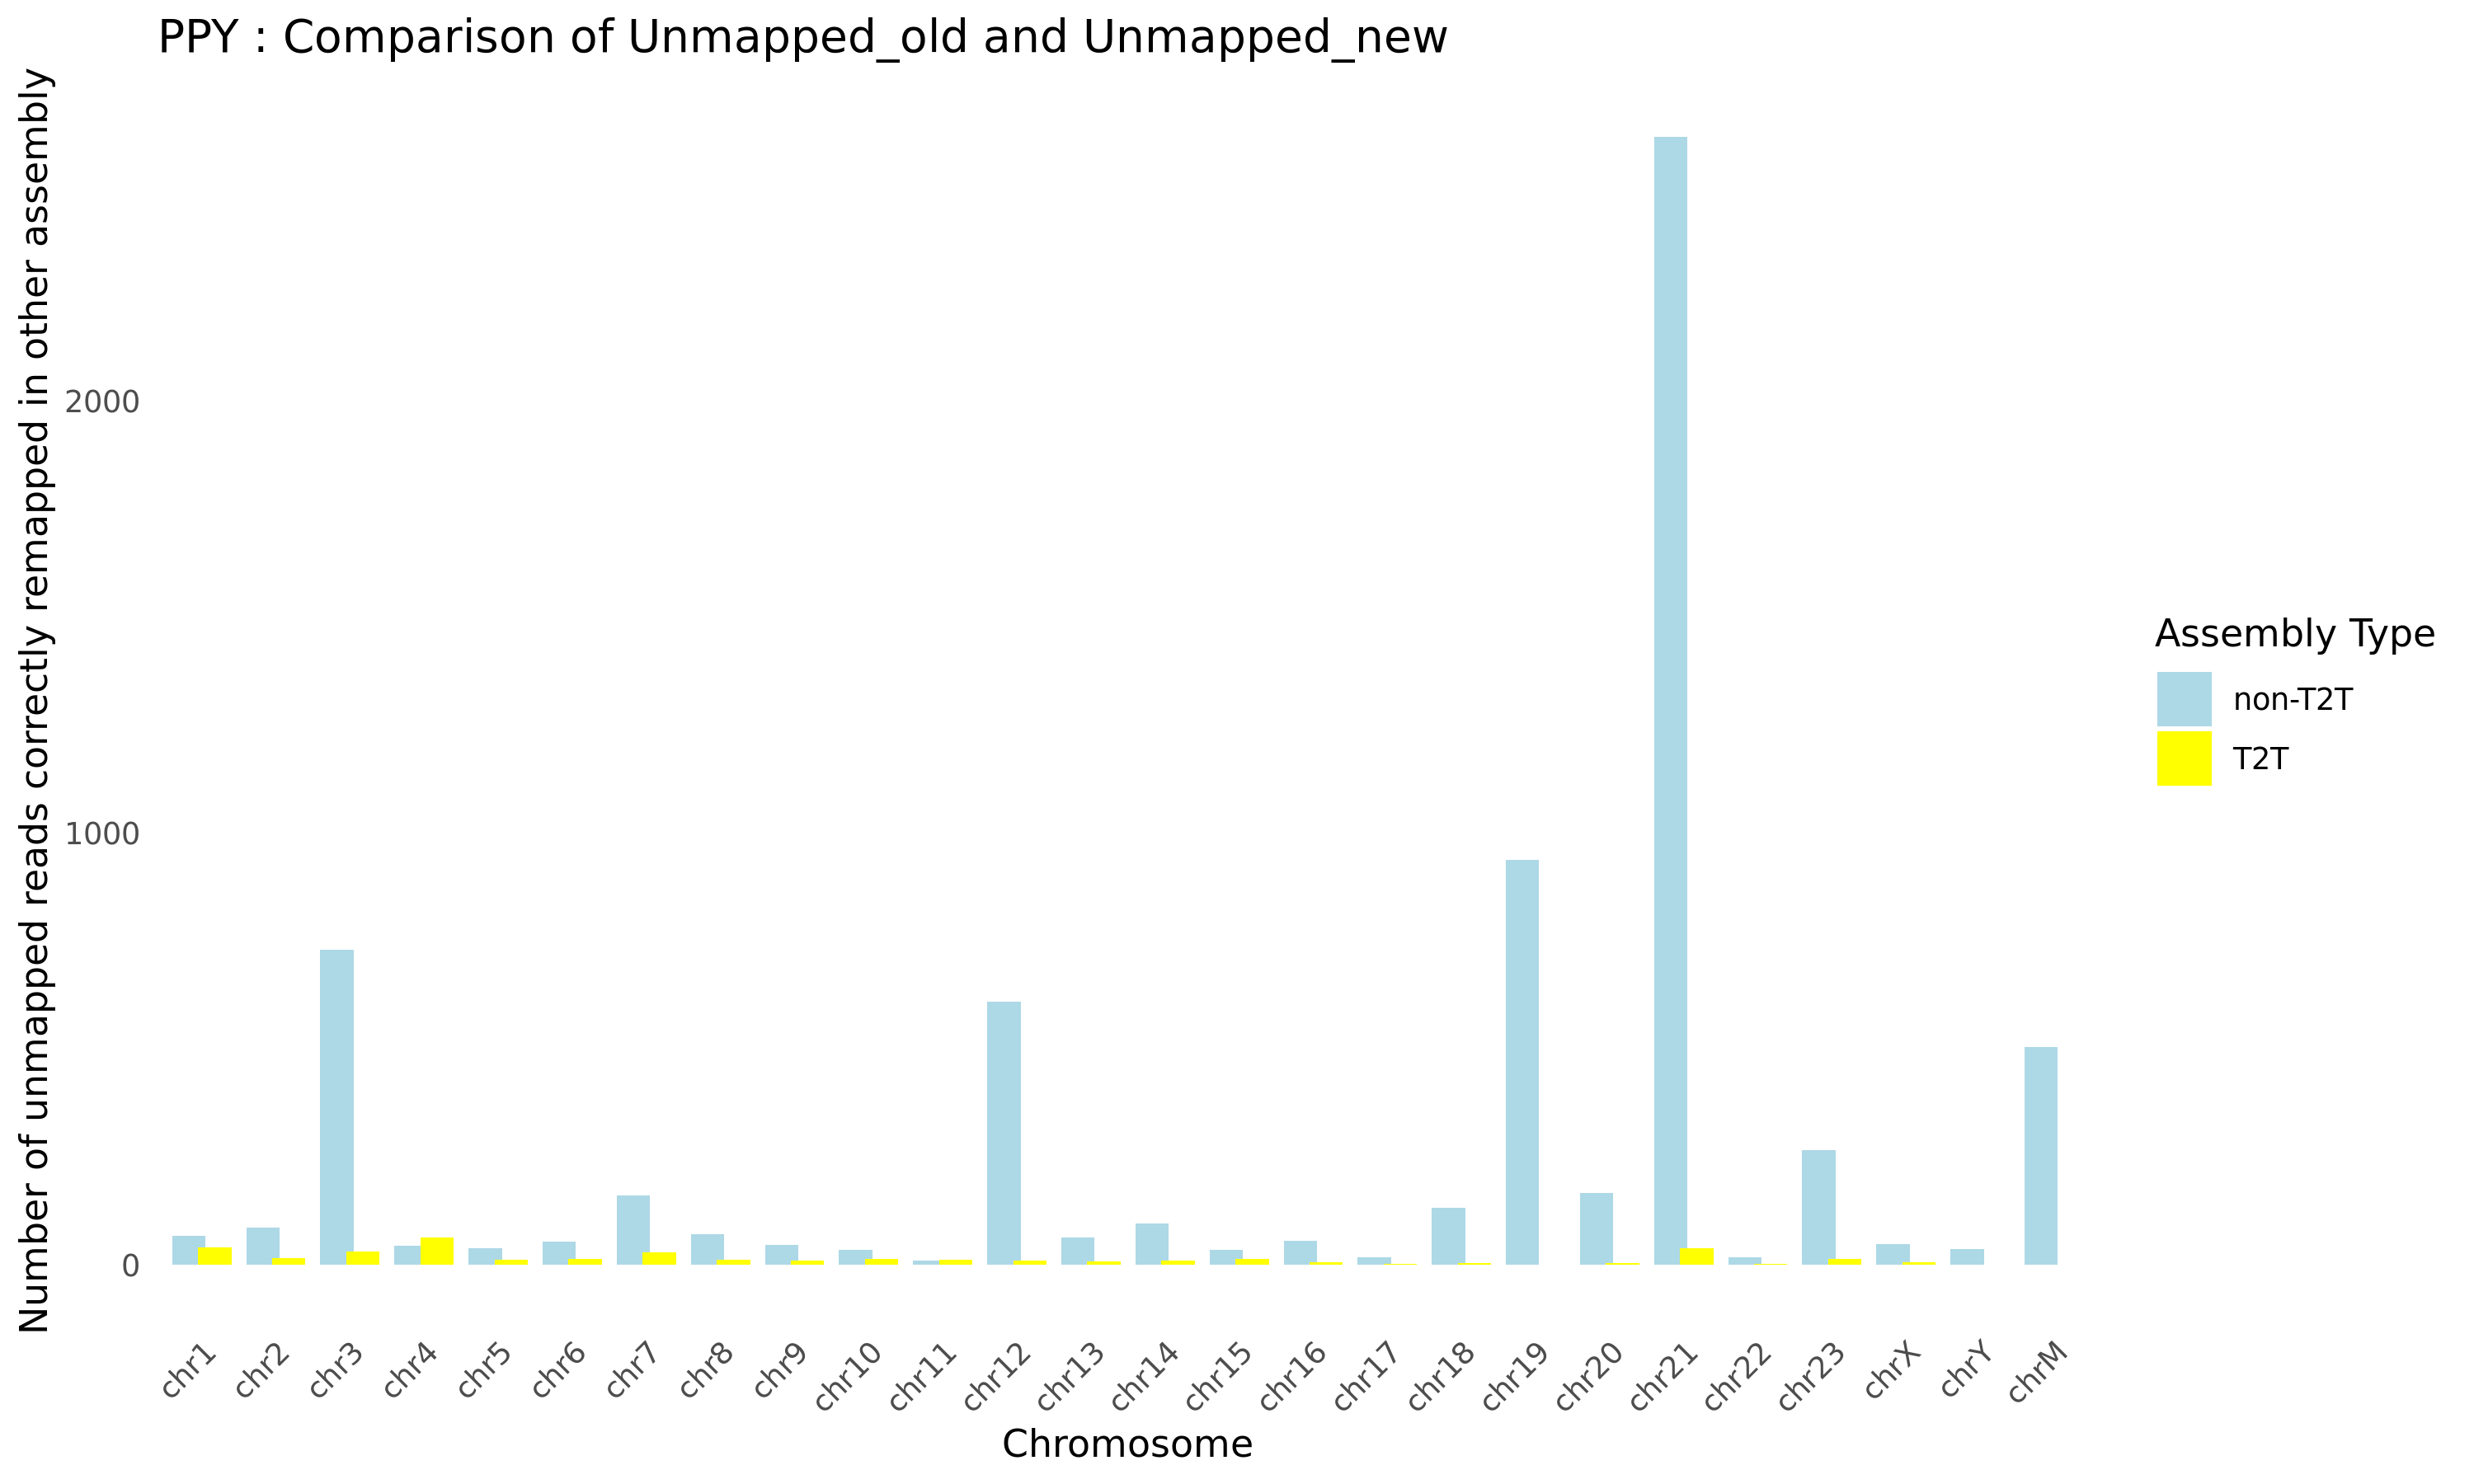 PPY : Comparison of Unmapped_old and Unmapped_new
Number of unmapped reads correctly remapped in other assembly
2000
1000
0
chr1
chr2
chr3
chr4
chr5
chr6
chr7
chr8
chr9
chr10
chr11
chr12
chr13
chr14
chr15
chr16
chr17
chr18
chr19
chr20
chr21
chr22
chr23
chrX
chrY
chrM
Chromosome
Assembly Type
non-T2T
T2T